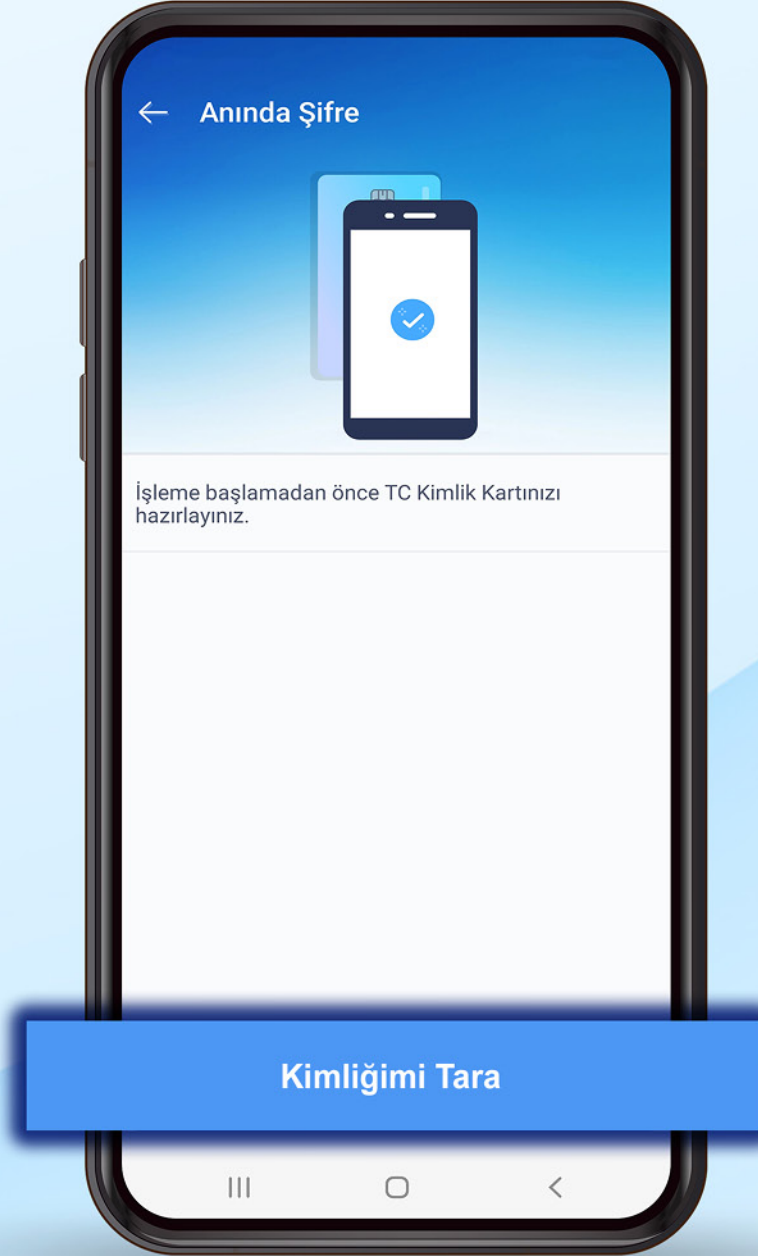 Anında Şifre
İşleme başlamadan önce TC Kimlik Kartınızı
hazırlayınız.
Kimliğimi Tara